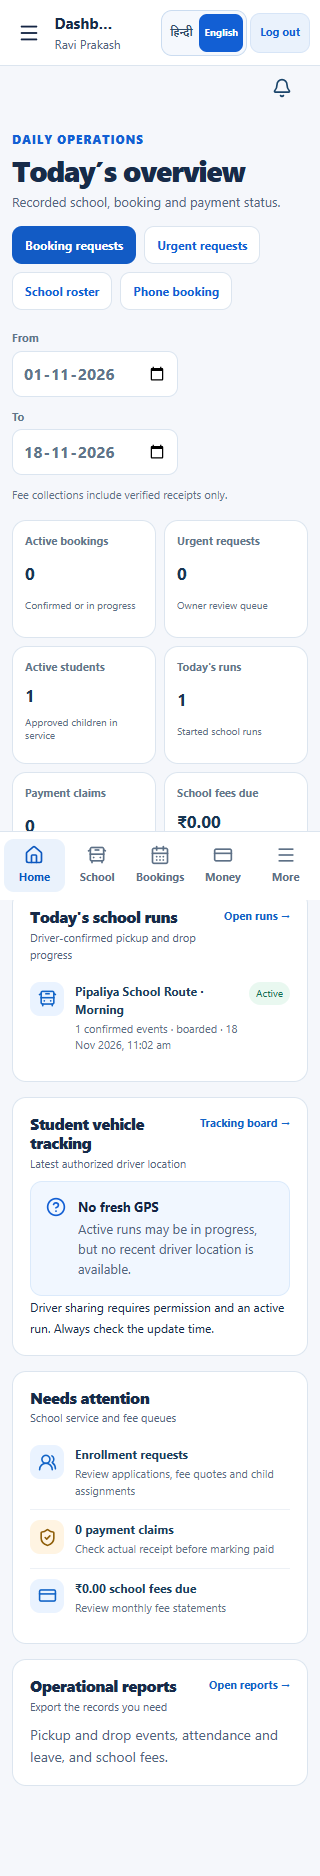 Dashb...
Ravi Prakash
हिन्दी
English
Log out
DAILY OPERATIONS
Today's overview
Recorded school, booking and payment status.
Booking requests
Urgent requests
School roster
Phone booking
From
01-11-2026
To
18-11-2026
Fee collections include verified receipts only.
Active bookings
0
Confirmed or in progress
Urgent requests
0
Owner review queue
Active students
1
Approved children in
service
Today's runs
1
Started school runs
Payment claims
0
School fees due
₹0.00
Home
School
Bookings
Money
More
Today's school runs
Open runs →
Driver-confirmed pickup and drop
progress
Pipaliya School Route ·
Morning
Active
1 confirmed events · boarded · 18
Nov 2026, 11:02 am
Student vehicle
tracking
Tracking board →
Latest authorized driver location
No fresh GPS
Active runs may be in progress,
but no recent driver location is
available.
Driver sharing requires permission and an active
run. Always check the update time.
Needs attention
School service and fee queues
Enrollment requests
Review applications, fee quotes and child
assignments
0 payment claims
Check actual receipt before marking paid
₹0.00 school fees due
Review monthly fee statements
Operational reports
Open reports →
Export the records you need
Pickup and drop events, attendance and
leave, and school fees.